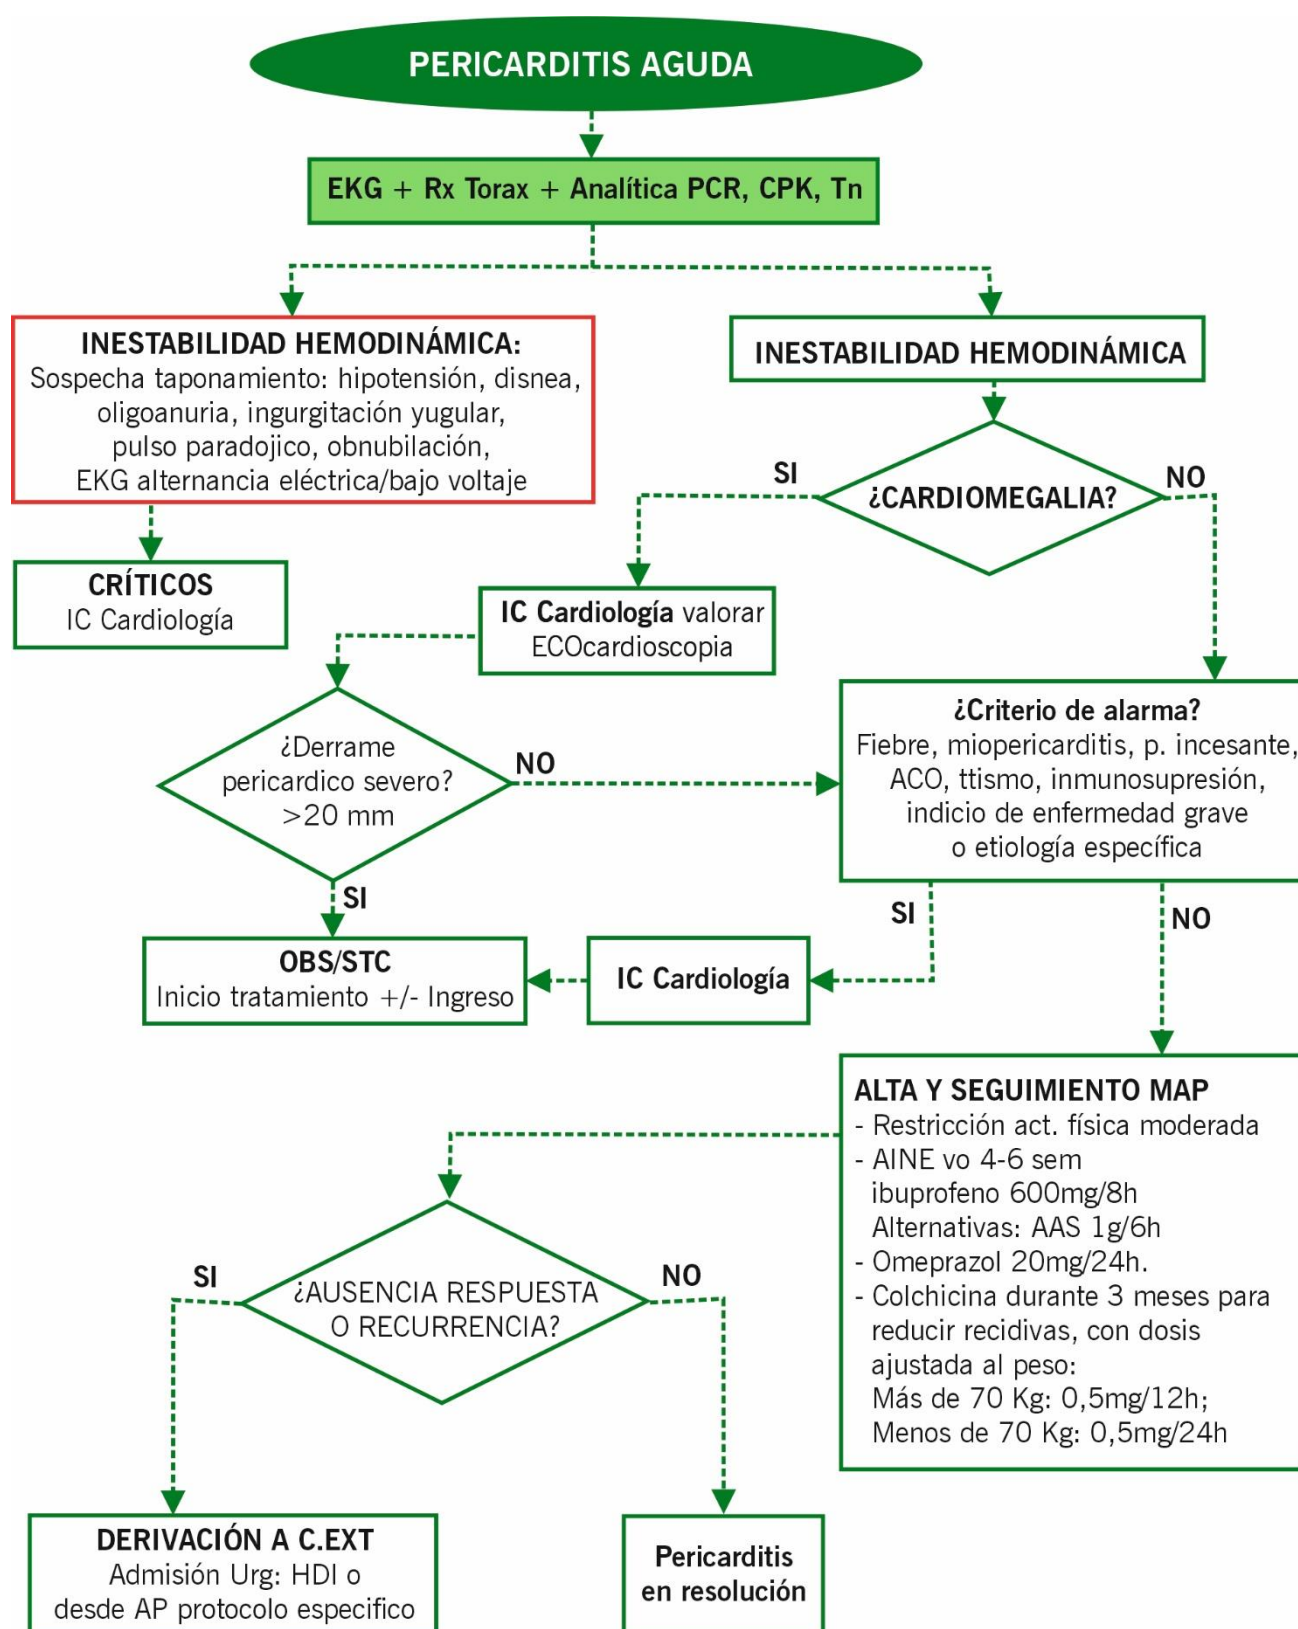 PERICARDITIS AGUDA
EKG + Rx Torax + Analítica PCR, CPK, Tn
INESTABILIDAD HEMODINÁMICA:
Sospecha taponamiento: hipotensión, disnea,
oligoanuria, ingurgitación yugular,
pulso paradojico, obnubilación,
EKG alternancia eléctrica/bajo voltaje
INESTABILIDAD HEMODINÁMICA
SI
¿CARDIOMEGALIA?
NO
CRÍTICOS
IC Cardiología
IC Cardiología valorar
ECOcardioscopia
¿Derrame
pericardico severo?
>20 mm
NO
SI
¿Criterio de alarma?
Fiebre, miopericarditis, p. incesante,
ACO, ttismo, inmunosupresión,
indicio de enfermedad grave
o etiología específica
SI
NO
OBS/STC
Inicio tratamiento +/- Ingreso
IC Cardiología
ALTA Y SEGUIMIENTO MAP
- Restricción act. física moderada
- AINE vo 4-6 sem
ibuprofeno 600mg/8h
Alternativas: AAS 1g/6h
- Omeprazol 20mg/24h.
- Colchicina durante 3 meses para
reducir recidivas, con dosis
ajustada al peso:
Más de 70 Kg: 0,5mg/12h;
Menos de 70 Kg: 0,5mg/24h
SI
¿AUSENCIA RESPUESTA
O RECURRENCIA?
NO
DERIVACIÓN A C.EXT
Admisión Urg: HDI o
desde AP protocolo especifico
Pericarditis
en resolución